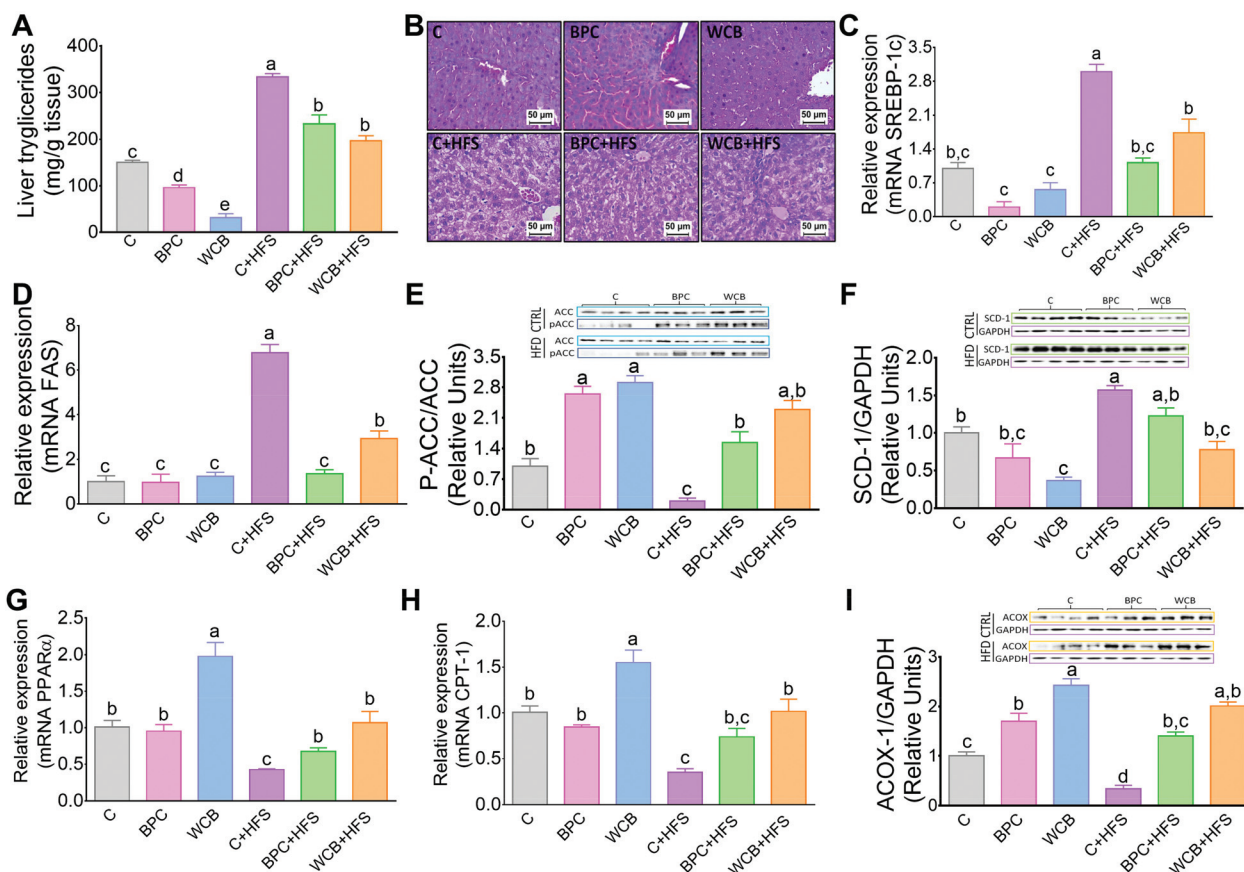 A
Liver tryglicerides
(mg/g tissue)
400
300
200
100
0
c
d
e
a
b
b
C
BPC
WCB
C+HFS
BPC+HFS
WCB+HFS
B
C
BPC
WCB
50 µm
50 µm
50 µm
C+HFS
BPC+HFS
WCB+HFS
50 µm
50 µm
50 µm
C
Relative expression
(mRNA SREBP-1c)
3.5
2.8
2.1
1.4
0.7
0.0
b,c
c
c
a
b,c
b
C
BPC
WCB
C+HFS
BPC+HFS
WCB+HFS
D
Relative expression
(mRNA FAS)
8
6
4
2
0
c
c
c
a
c
b
C
BPC
WCB
C+HFS
BPC+HFS
WCB+HFS
E
C
BPC
WCB
CTRL
ACC
pACC
HFD
ACC
pACC
P-ACC/ACC
(Relative Units)
3.5
2.8
2.1
1.4
0.7
0.0
b
a
a
c
b
a,b
C
BPC
WCB
C+HFS
BPC+HFS
WCB+HFS
F
C
BPC
WCB
CTRL
SCD-1
GAPDH
HFD
SCD-1
GAPDH
SCD-1/GAPDH
(Relative Units)
2.0
1.5
1.0
0.5
0.0
b
b,c
c
a
a,b
b,c
C
BPC
WCB
C+HFS
BPC+HFS
WCB+HFS
G
Relative expression
(mRNA PPARα)
2.5
2.0
1.5
1.0
0.5
0.0
b
b
a
c
b
b
C
BPC
WCB
C+HFS
BPC+HFS
WCB+HFS
H
Relative expression
(mRNA CPT-1)
2.0
1.5
1.0
0.5
0.0
b
b
a
c
b,c
b
C
BPC
WCB
C+HFS
BPC+HFS
WCB+HFS
I
C
BPC
WCB
HFD CTRL
ACOX
GAPDH
ACOX
GAPDH
ACOX-1/GAPDH
(Relative Units)
3
2
1
0
c
b
a
d
b,c
a,b
C
BPC
WCB
C+HFS
BPC+HFS
WCB+HFS